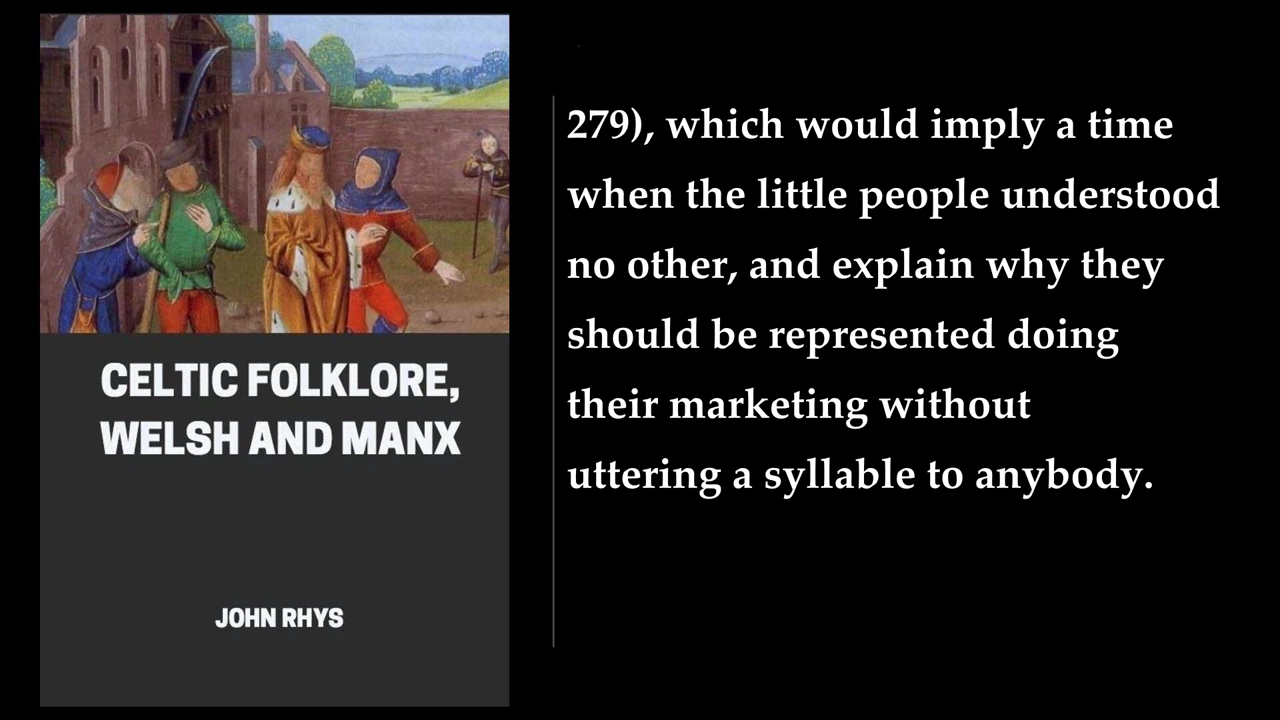 CELTIC FOLKLORE,
WELSH AND MANX
JOHN RHYS
279), which would imply a time
when the little people understood
no other, and explain why they
should be represented doing
their marketing without
uttering a syllable to anybody.